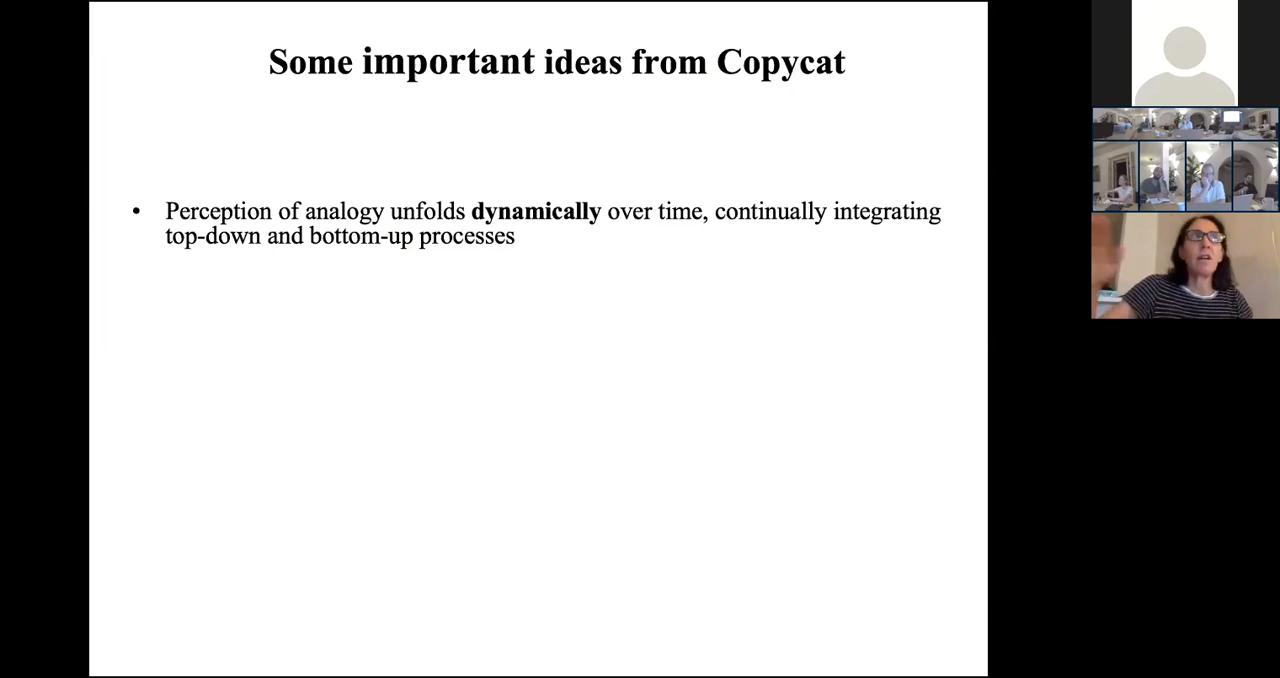 Some important ideas from Copycat
• Perception of analogy unfolds dynamically over time, continually integrating
top-down and bottom-up processes